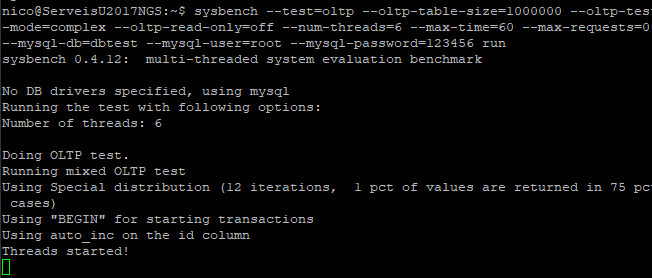 nico@ServeisU2017NGS:~$ sysbench --test=oltp --oltp-table-size=1000000 --oltp-test
-mode=complex --oltp-read-only=off --num-threads=6 --max-time=60 --max-requests=0
--mysql-db=dbtest --mysql-user=root --mysql-password=123456 run
sysbench 0.4.12:  multi-threaded system evaluation benchmark

No DB drivers specified, using mysql
Running the test with following options:
Number of threads: 6

Doing OLTP test.
Running mixed OLTP test
Using Special distribution (12 iterations,  1 pct of values are returned in 75 pct
 cases)
Using "BEGIN" for starting transactions
Using auto_inc on the id column
Threads started!